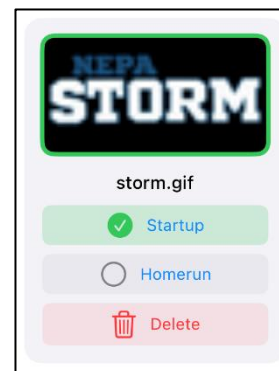 NEPA
STORM
storm.gif
Startup
Homerun
Delete